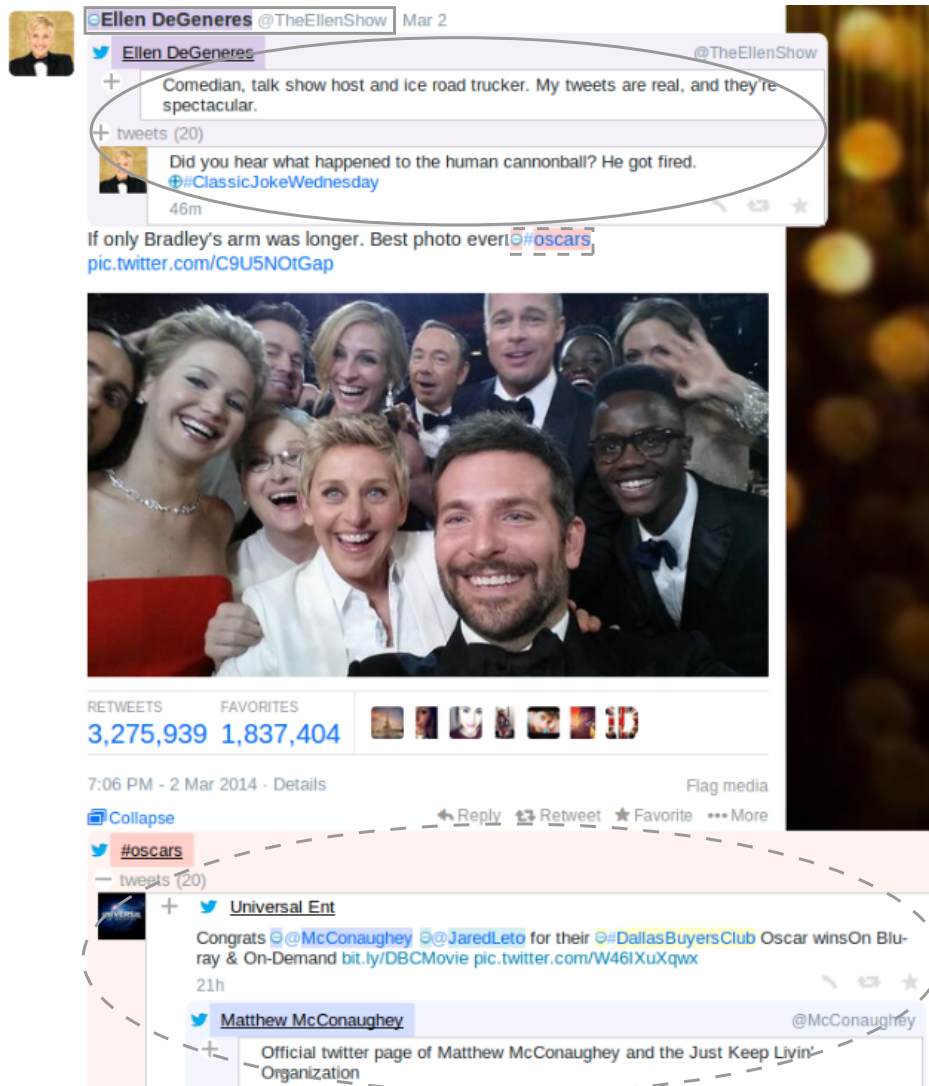 Ellen DeGeneres @TheEllenShow Mar 2
Ellen DeGeneres @TheEllenShow
Comedian, talk show host and ice road trucker. My tweets are real, and they're
spectacular.
tweets (20)
Did you hear what happened to the human cannonball? He got fired.
#ClassicJokeWednesday
46m
If only Bradley's arm was longer. Best photo ever. #oscars
pic.twitter.com/C9U5NOtGap
RETWEETS FAVORITES
3,275,939 1,837,404
1D
7:06 PM - 2 Mar 2014 · Details Flag media
Collapse Reply Retweet Favorite More
#oscars
tweets (20)
UNIVERSAL
Universal Ent
Congrats @McConaughey @JaredLeto for their #DallasBuyersClub Oscar winsOn Blu-
ray & On-Demand bit.ly/DBCMovie pic.twitter.com/W46IXuXqwx
21h
Matthew McConaughey @McConaughey
Official twitter page of Matthew McConaughey and the Just Keep Livin'
Organization